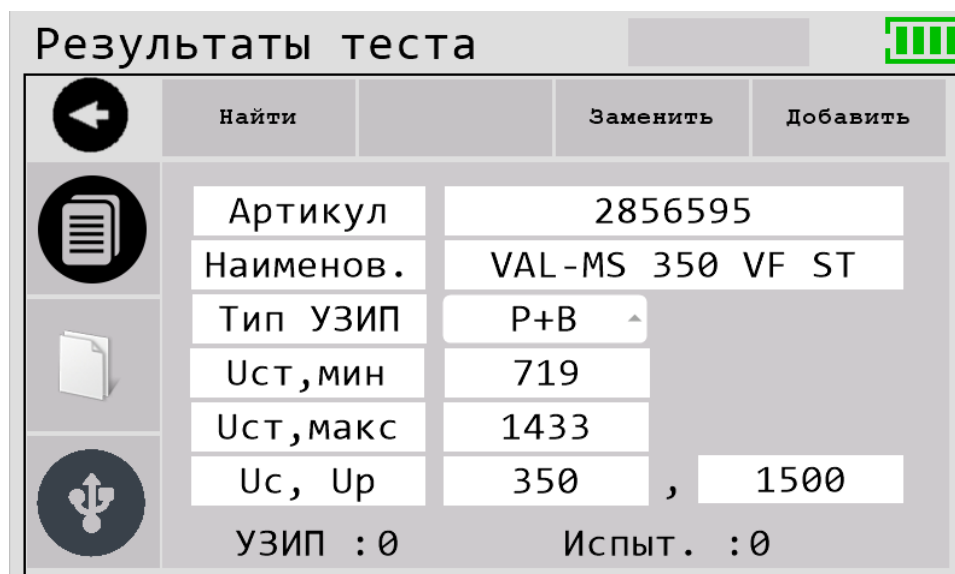 Результаты теста
Найти Заменить Добавить
Артикул 2856595
Наименов. VAL-MS 350 VF ST
Тип УЗИП P+B
Uст,мин 719
Uст,макс 1433
Uc, Up 350 , 1500
УЗИП :0 Испыт. :0